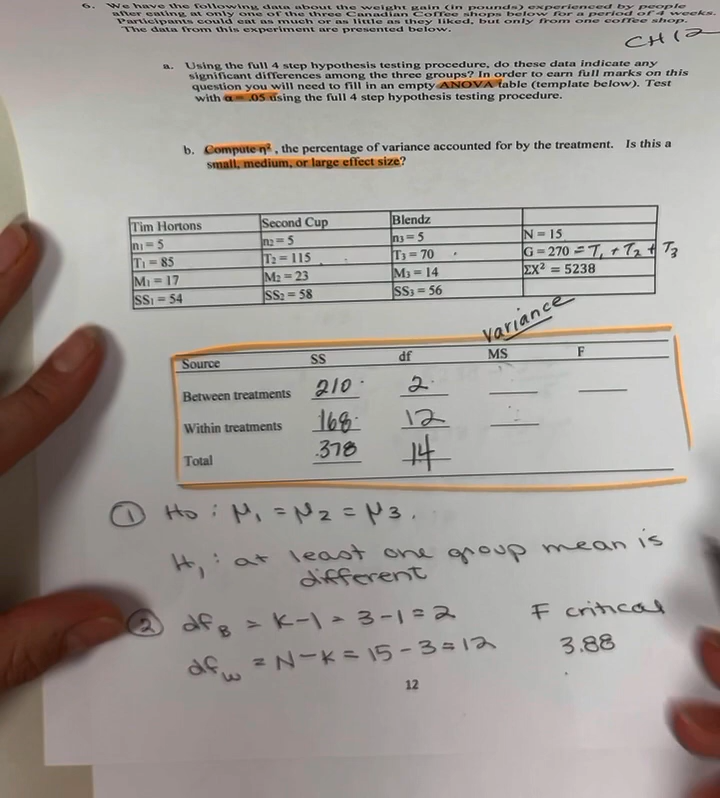 6. We have the following data about the weight gain (in pounds) experienced by people
after eating at only one of the three Canadian Coffee shops below for a period of 4 weeks.
Participants could eat as much or as little as they liked, but only from one coffee shop.
The data from this experiment are presented below.
CH 12
a. Using the full 4 step hypothesis testing procedure, do these data indicate any
significant differences among the three groups? In order to earn full marks on this
question you will need to fill in an empty ANOVA table (template below). Test
with α = .05 using the full 4 step hypothesis testing procedure.
b. Compute η², the percentage of variance accounted for by the treatment. Is this a
small, medium, or large effect size?
Tim Hortons Second Cup Blendz
n₁ = 5 n₂ = 5 n₃ = 5 N = 15
T₁ = 85 T₂ = 115 T₃ = 70 G = 270 = T₁ + T₂ + T₃
M₁ = 17 M₂ = 23 M₃ = 14 ΣX² = 5238
SS₁ = 54 SS₂ = 58 SS₃ = 56
variance
Source SS df MS F
Between treatments 210 2
Within treatments 168 12
Total 378 14
① Ho : μ₁ = μ₂ = μ₃.
H₁ : at least one group mean is
different
② df_B = K-1 = 3-1 = 2 F critical
df_w = N-K = 15-3 = 12 3.88
12